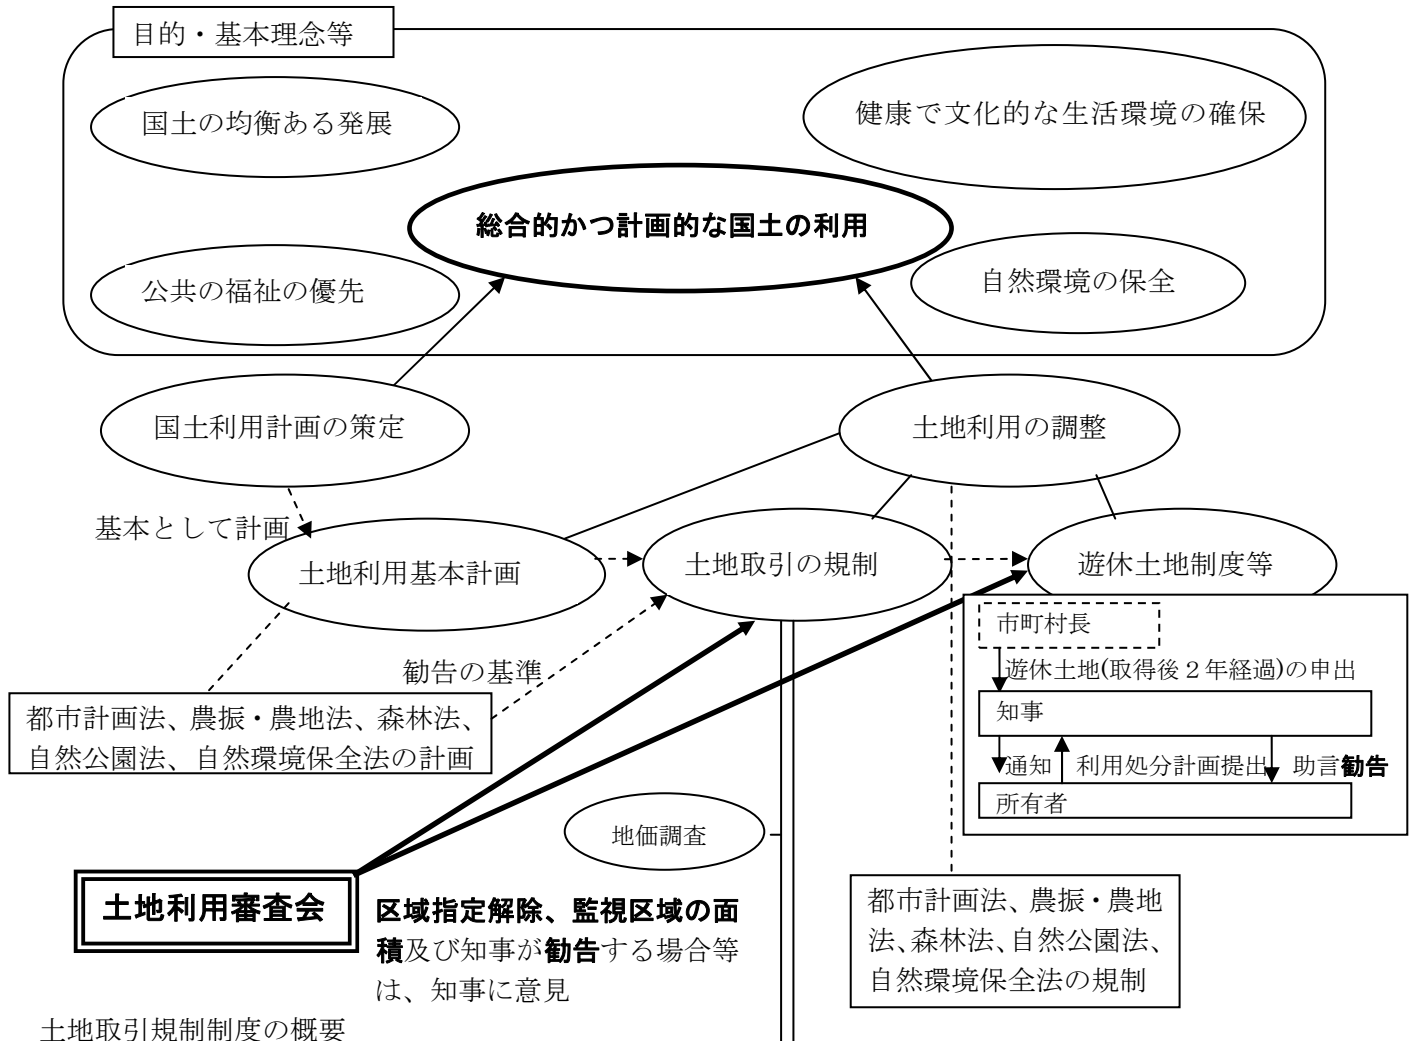 目的・基本理念等
国土の均衡ある発展
健康で文化的な生活環境の確保
総合的かつ計画的な国土の利用
公共の福祉の優先
自然環境の保全
国土利用計画の策定
土地利用の調整
基本として計画
土地利用基本計画
土地取引の規制
遊休土地制度等
市町村長
遊休土地(取得後２年経過)の申出
知事
通知
利用処分計画提出
助言勧告
所有者
勧告の基準
都市計画法、農振・農地法、森林法、
自然公園法、自然環境保全法の計画
地価調査
土地利用審査会
区域指定解除、監視区域の面
積及び知事が勧告する場合等
は、知事に意見
都市計画法、農振・農地
法、森林法、自然公園法、
自然環境保全法の規制
土地取引規制制度の概要